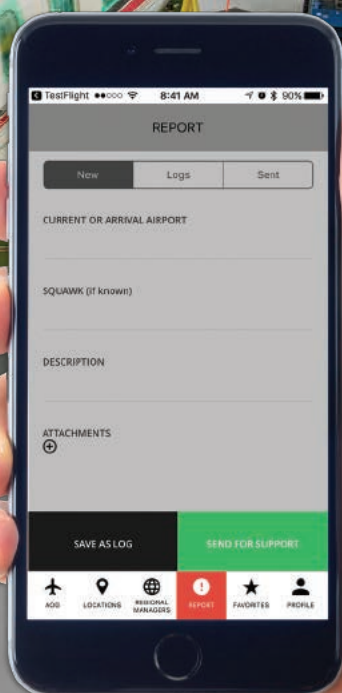 TestFlight 8:41 AM 90%
REPORT
New Logs Sent
CURRENT OR ARRIVAL AIRPORT
SQUAWK (if known)
DESCRIPTION
ATTACHMENTS
SAVE AS LOG SEND FOR SUPPORT
AOG LOCATIONS REGIONAL MANAGERS REPORT FAVORITES PROFILE